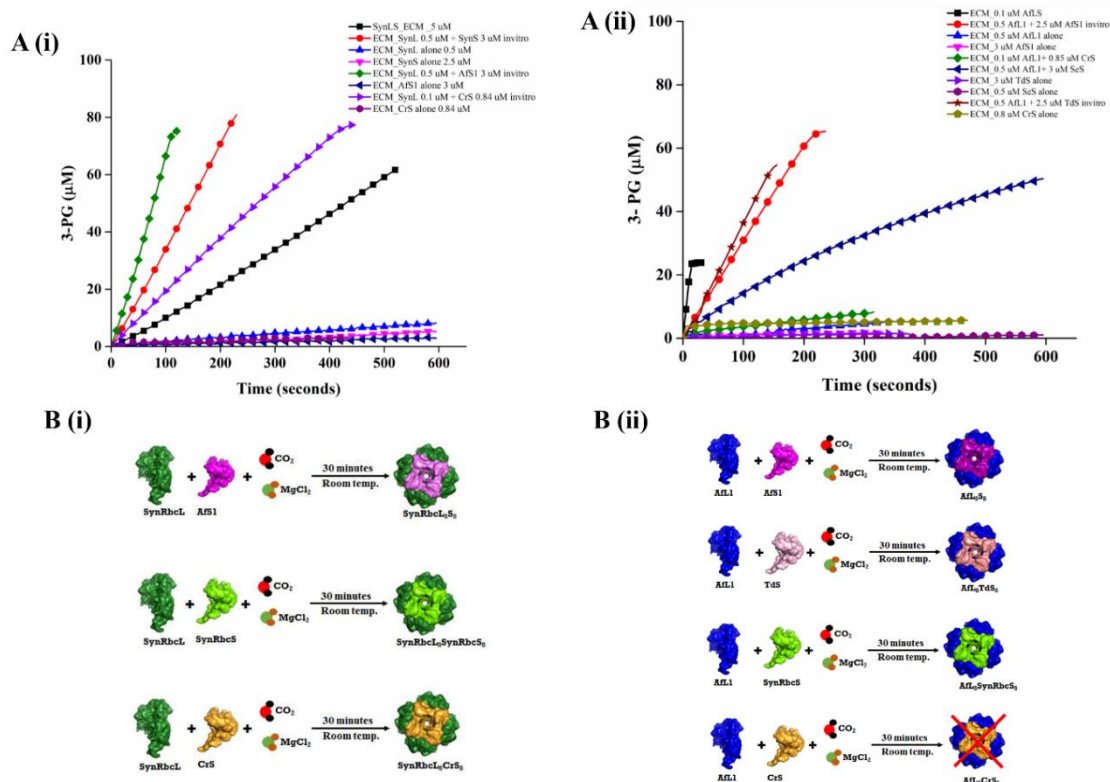 A (i)
SynLS_ECM _5 uM
ECM_SynL 0.5 uM + SynS 3 uM invitro
ECM_SynL alone 0.5 uM
ECM_SynS alone 2.5 uM
ECM_SynL 0.5 uM + AfS1 3 uM invitro
ECM_AfS1 alone 3 uM
ECM_SynL 0.1 uM + CrS 0.84 uM invitro
ECM_CrS alone 0.84 uM
100
80
60
40
20
0
3-PG (μM)
0 100 200 300 400 500 600
Time (seconds)
A (ii)
ECM_0.1 uM AfLS
ECM_0.5 AfL1 + 2.5 uM AfS1 invitro
ECM_0.5 uM AfL1 alone
ECM_3 uM AfS1 alone
ECM_0.1 uM AfL1+ 0.85 uM CrS
ECM_0.5 uM AfL1+ 3 uM SeS
ECM_3 uM TdS alone
ECM_0.5 uM SeS alone
ECM_0.5 AfL1 + 2.5 uM TdS invitro
ECM_0.8 uM CrS alone
100
80
60
40
20
0
3- PG (μM)
0 100 200 300 400 500 600
Time (seconds)
B (i)
SynRbcL + AfS1 + CO2 MgCl2 30 minutes Room temp. SynRbcL8S8
SynRbcL + SynRbcS + CO2 MgCl2 30 minutes Room temp. SynRbcL8SynRbcS8
SynRbcL + CrS + CO2 MgCl2 30 minutes Room temp. SynRbcL8CrS8
B (ii)
AfL1 + AfS1 + CO2 MgCl2 30 minutes Room temp. AfL8S8
AfL1 + TdS + CO2 MgCl2 30 minutes Room temp. AfL8TdS8
AfL1 + SynRbcS + CO2 MgCl2 30 minutes Room temp. AfL8SynRbcS8
AfL1 + CrS + CO2 MgCl2 30 minutes Room temp.